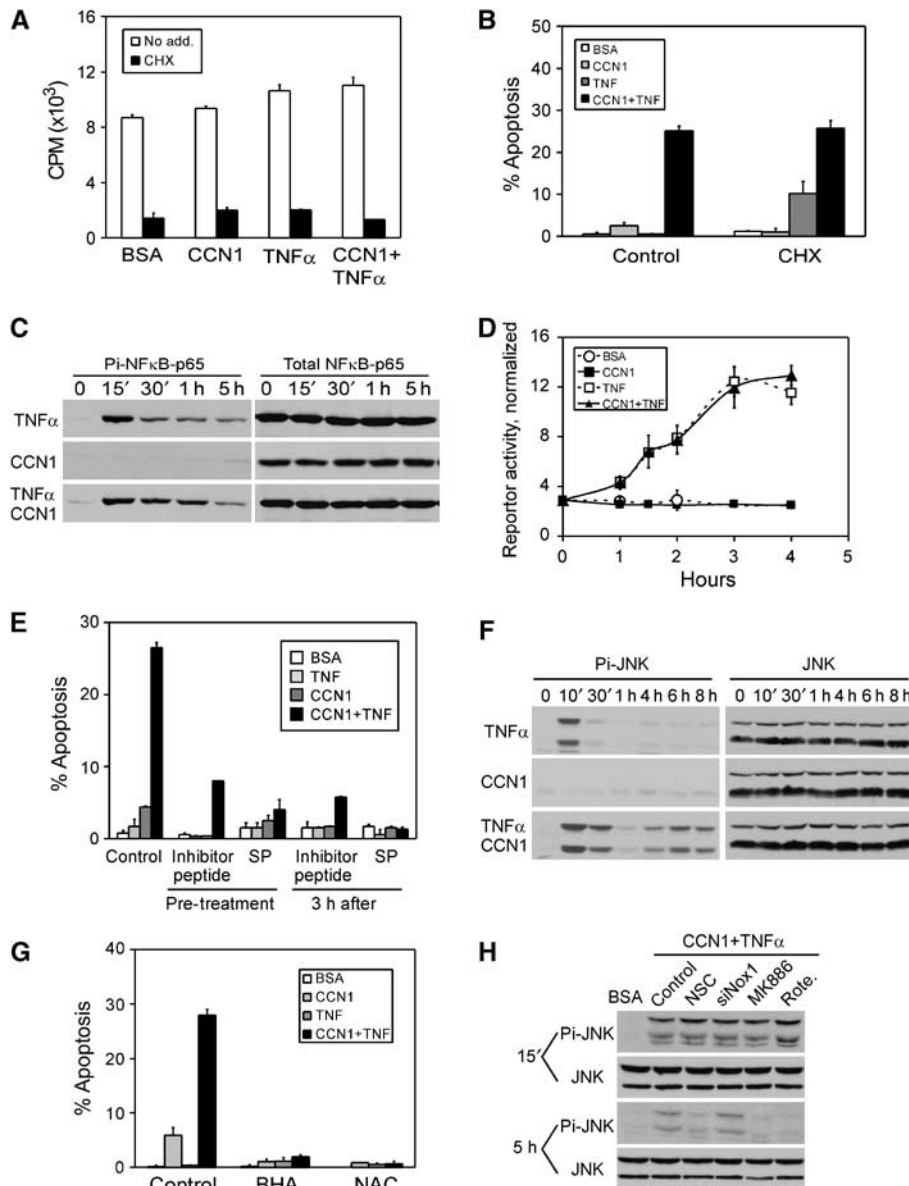 A
16
12
8
4
0
CPM (x10³)
No add.
CHX
BSA
CCN1
TNFα
CCN1+
TNFα
B
50
40
30
20
10
0
% Apoptosis
BSA
CCN1
TNF
CCN1+TNF
Control
CHX
C
Pi-NFκB-p65
Total NFκB-p65
0 15′ 30′ 1 h 5 h
0 15′ 30′ 1 h 5 h
TNFα
CCN1
TNFα
CCN1
D
16
12
8
4
0
Reportor activity, normalized
BSA
CCN1
TNF
CCN1+TNF
0 1 2 3 4 5
Hours
E
30
20
10
0
% Apoptosis
BSA
TNF
CCN1
CCN1+TNF
Control
Inhibitor
peptide
SP
Inhibitor
peptide
SP
Pre-treatment
3 h after
F
Pi-JNK
JNK
0 10′ 30′ 1 h 4 h 6 h 8 h
0 10′ 30′ 1 h 4 h 6 h 8 h
TNFα
CCN1
TNFα
CCN1
G
40
30
20
10
0
% Apoptosis
BSA
CCN1
TNF
CCN1+TNF
Control
BHA
NAC
H
CCN1+TNFα
BSA
Control
NSC
siNox1
MK886
Rote.
15′
Pi-JNK
JNK
5 h
Pi-JNK
JNK